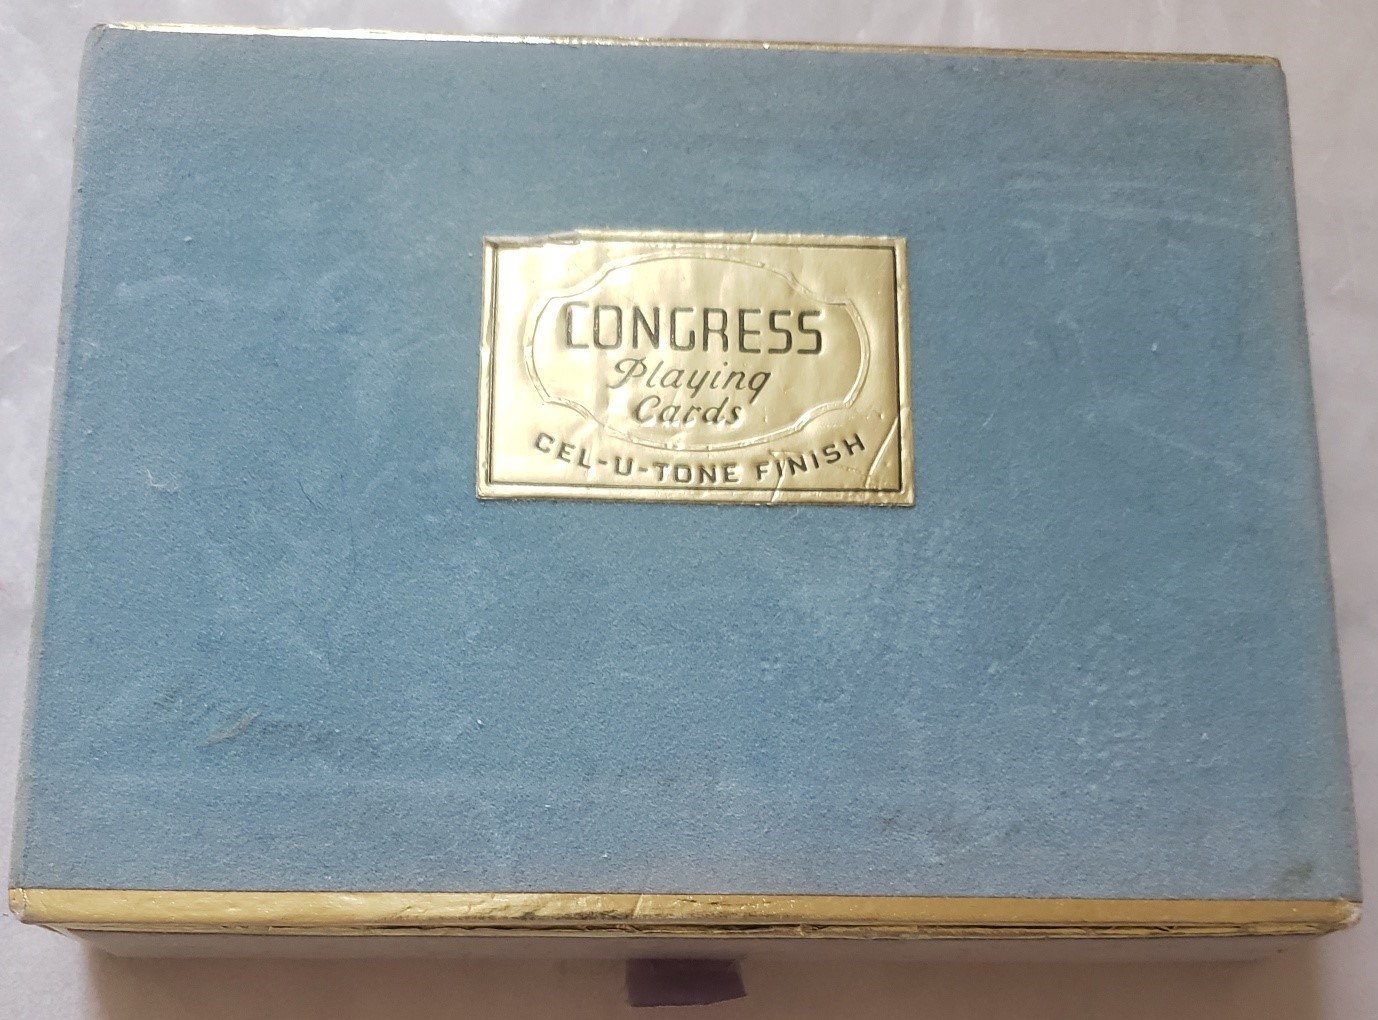 CONGRESS
Playing
Cards
CEL-U-TONE FINISH